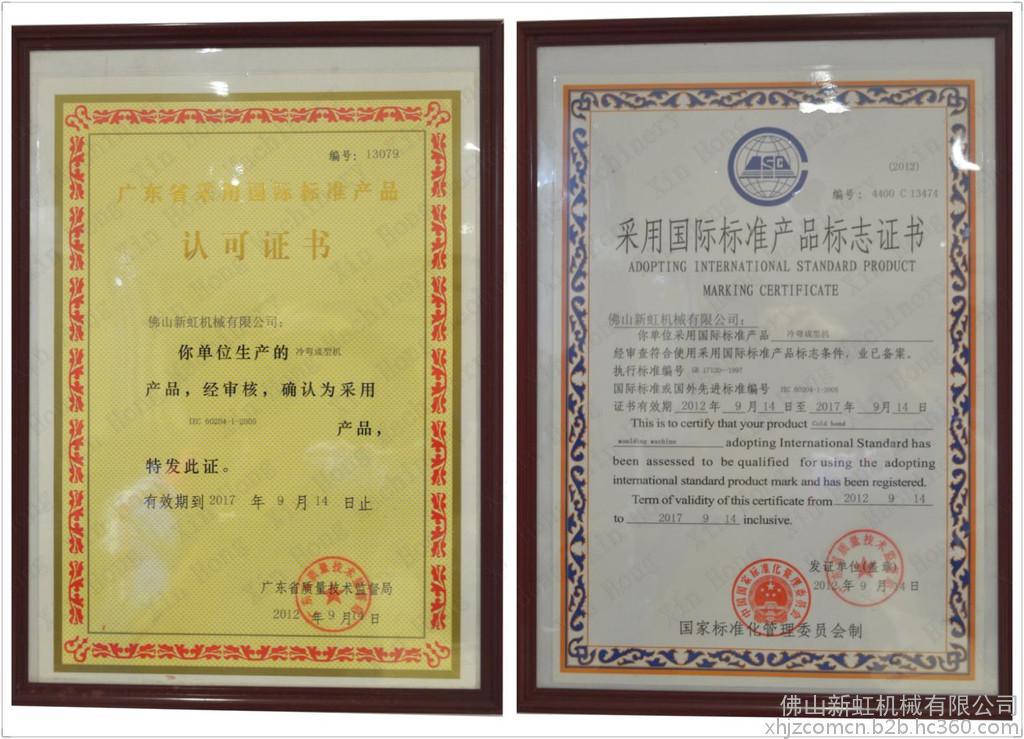 编号: 13079
广东省采用国际标准产品
认可证书
佛山新虹机械有限公司:
你单位生产的 冷弯成型机
产品，经审核，确认为采用
IEC 60204-1-2005
产品，
特发此证。
有效期到 2017 年 9 月 14 日止
广东省质量技术监督局
2012 年 9 月 14 日
(2012)
编号: 4400 C 13474
采用国际标准产品标志证书
ADOPTING INTERNATIONAL STANDARD PRODUCT
MARKING CERTIFICATE
佛山新虹机械有限公司:
你单位采用国际标准产品 冷弯成型机
经审查符合使用采用国际标准产品标志条件，业已备案。
执行标准编号 GB 17120--1997
国际标准或国外先进标准编号 IEC 60204-1-2005
证书有效期 2012 年 9 月 14 日至 2017 年 9月 14 日
This is to certify that your product Cold bend
moulding machine adopting International Standard has
been assessed to be qualified for using the adopting
international standard product mark and has been registered.
Term of validity of this certificate from 2012 9 14
to 2017 9 14 inclusive.
发证单位(盖章)
2012 年 9 月 14 日
中国国家标准化管理委员会
国家标准化管理委员会制
佛山新虹机械有限公司
xhjzcomcn.b2b.hc360.com
Xin Hong Machinery